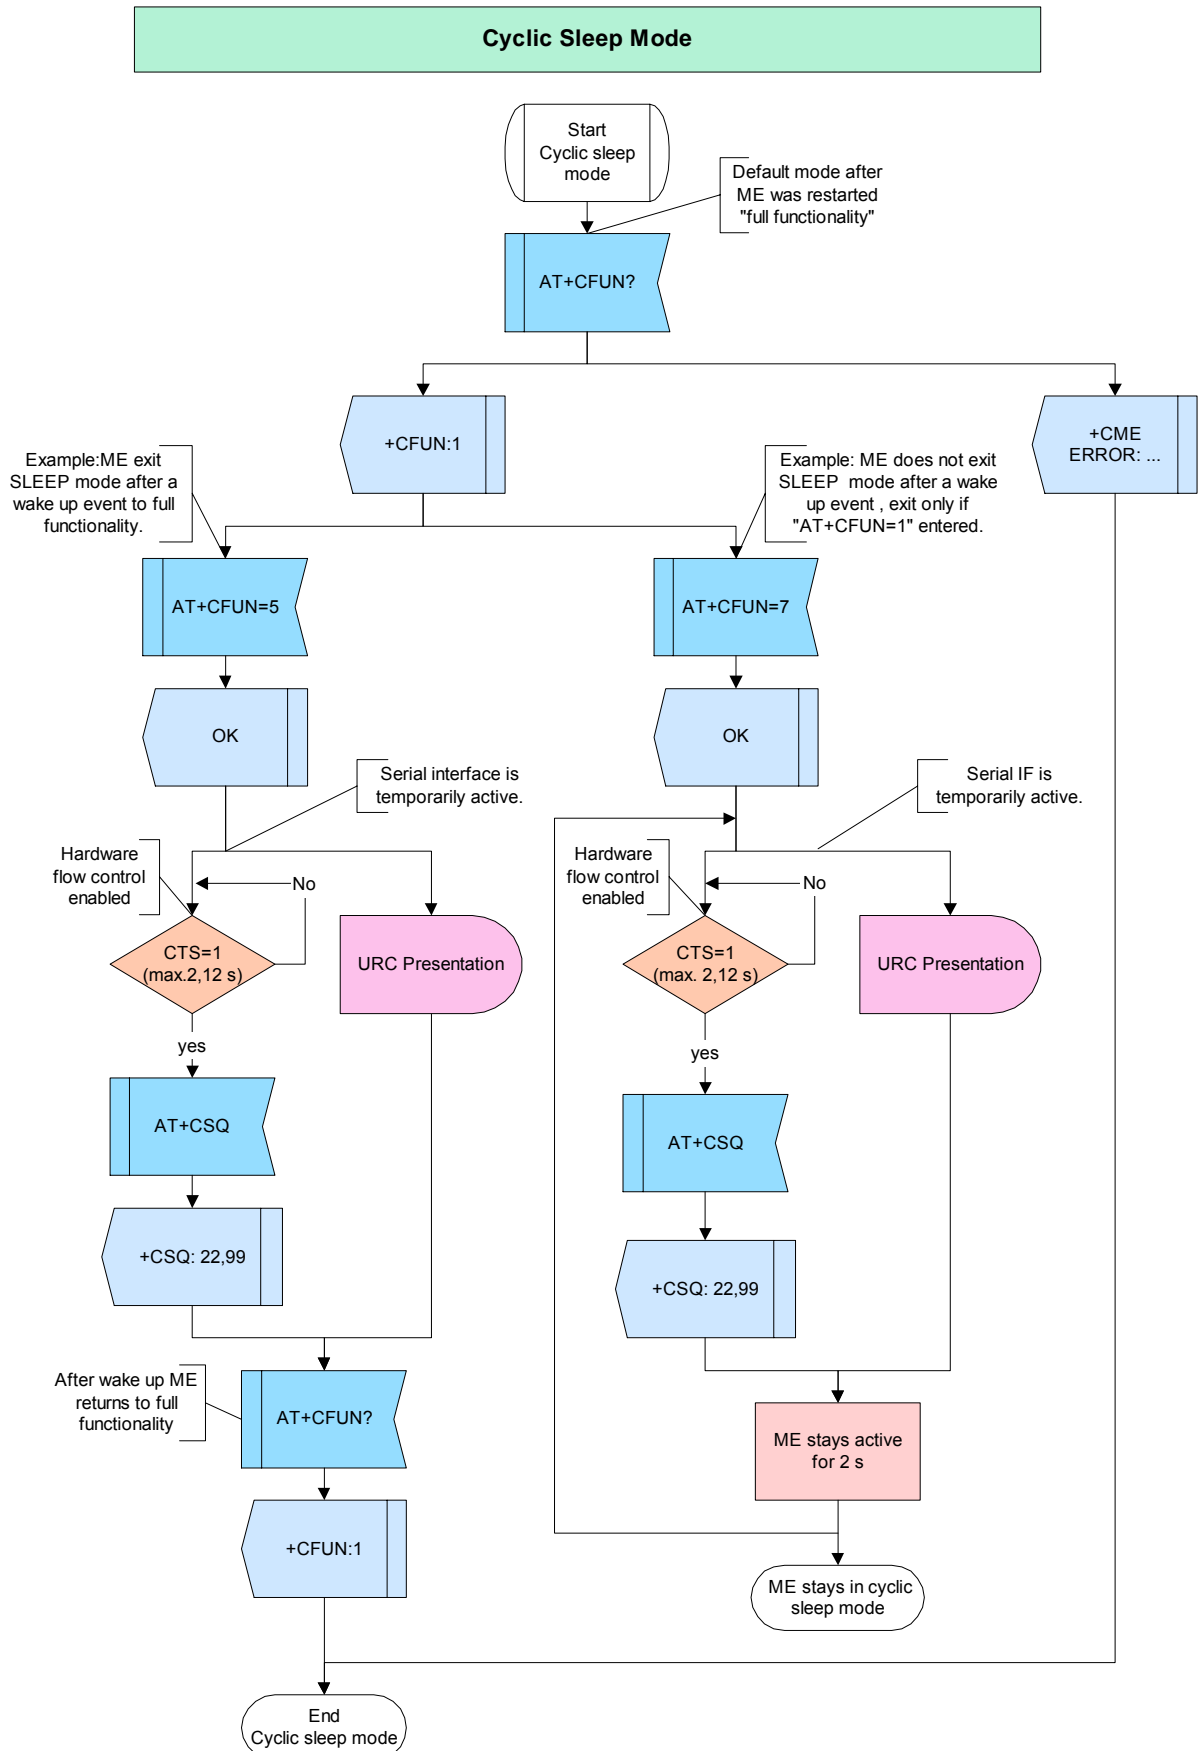 Cyclic Sleep Mode
Start
Cyclic sleep
mode
Default mode after
ME was restarted
"full functionality"
AT+CFUN?
+CFUN:1
+CME
ERROR: ...
Example:ME exit
SLEEP mode after a
wake up event to full
functionality.
Example: ME does not exit
SLEEP mode after a wake
up event , exit only if
"AT+CFUN=1" entered.
AT+CFUN=5
AT+CFUN=7
OK
OK
Serial interface is
temporarily active.
Serial IF is
temporarily active.
Hardware
flow control
enabled
No
Hardware
flow control
enabled
No
CTS=1
(max.2,12 s)
URC Presentation
CTS=1
(max. 2,12 s)
URC Presentation
yes
yes
AT+CSQ
AT+CSQ
+CSQ: 22,99
+CSQ: 22,99
After wake up ME
returns to full
functionality
AT+CFUN?
ME stays active
for 2 s
+CFUN:1
ME stays in cyclic
sleep mode
End
Cyclic sleep mode